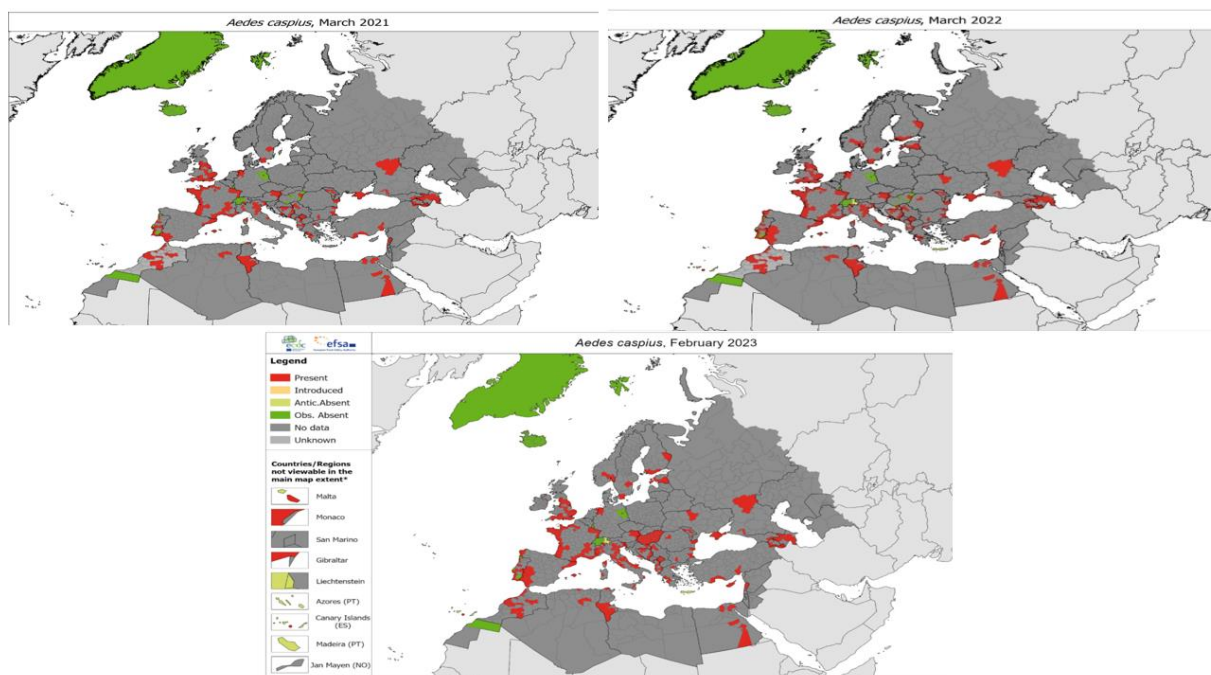 Aedes caspius, March 2021
Aedes caspius, March 2022
Aedes caspius, February 2023
ecdc
efsa
Legend
Present
Introduced
Antic.Absent
Obs. Absent
No data
Unknown
Countries/Regions
not viewable in the
main map extent*
Malta
Monaco
San Marino
Gibraltar
Liechtenstein
Azores (PT)
Canary Islands
(ES)
Madeira (PT)
Jan Mayen (NO)